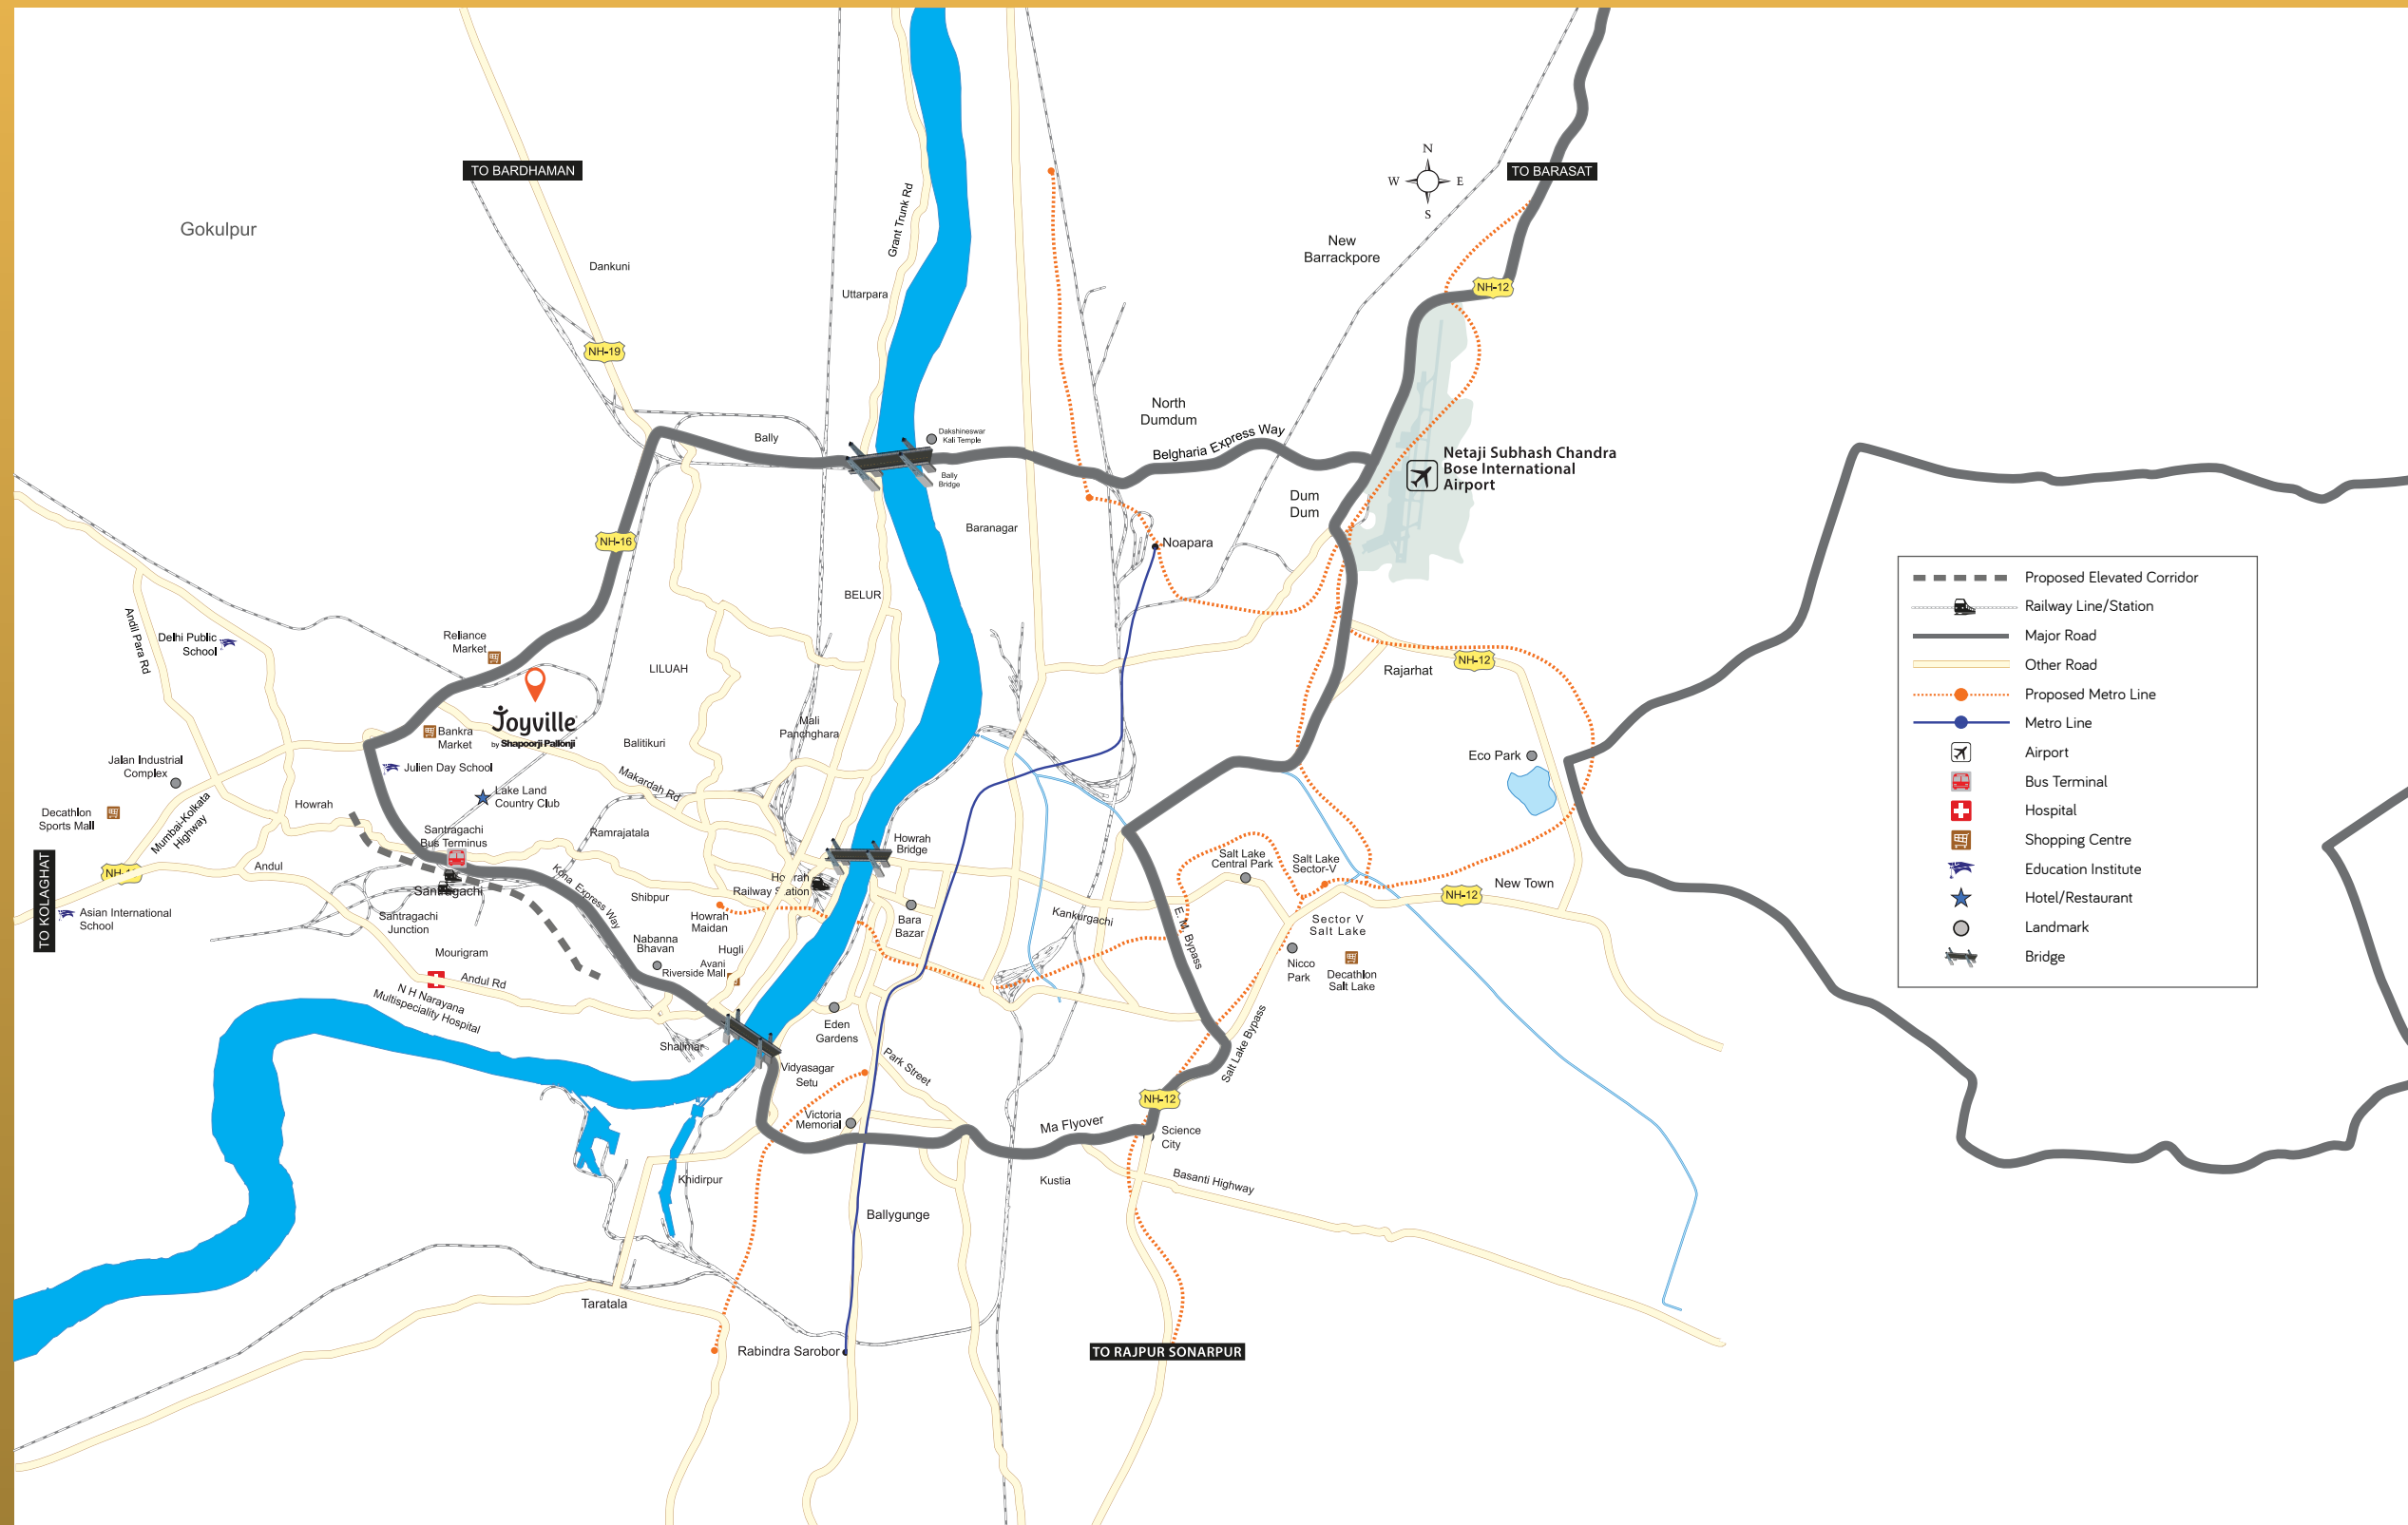 TO BARDHAMAN
TO BARASAT
N
W
E
S
Gokulpur
Dankuni
Grant Trunk Rd
Uttarpara
New
Barrackpore
NH-12
NH-19
North
Dumdum
Bally
Dakshineswar
Kali Temple
Belgharia Express Way
Bally
Bridge
Netaji Subhash Chandra
Bose International
Airport
Dum
Dum
Baranagar
NH-16
Noapara
BELUR
Andil Para Rd
Delhi Public
School
Reliance
Market
LILUAH
NH-12
Rajarhat
Joyville
by Shapoorji Pallonji
Mali
Panchghara
Bankra
Market
Balitikuri
Jalan Industrial
Complex
Julien Day School
Makardah Rd
Eco Park
Lake Land
Country Club
Howrah
Decathlon
Sports Mall
Mumbai-Kolkata
Highway
Santragachi
Bus Terminus
Ramrajatala
Howrah
Bridge
Salt Lake
Central Park
Salt Lake
Sector-V
TO KOLAGHAT
Andul
Santragachi
Kona Express Way
Shibpur
Howrah
Railway Station
New Town
NH-12
Asian International
School
Santragachi
Junction
Howrah
Maidan
Bara
Bazar
Kankurgachi
E. M. Bypass
Sector V
Salt Lake
Mourigram
Nabanna
Bhavan
Hugli
Avani
Riverside Mall
Nicco
Park
Decathlon
Salt Lake
Andul Rd
N H Narayana
Multispeciality Hospital
Eden
Gardens
Shalimar
Park Street
Salt Lake Bypass
Vidyasagar
Setu
NH-12
Victoria
Memorial
Ma Flyover
Science
City
Khidirpur
Kustia
Basanti Highway
Ballygunge
Taratala
Rabindra Sarobor
TO RAJPUR SONARPUR
Proposed Elevated Corridor
Railway Line/Station
Major Road
Other Road
Proposed Metro Line
Metro Line
Airport
Bus Terminal
Hospital
Shopping Centre
Education Institute
Hotel/Restaurant
Landmark
Bridge